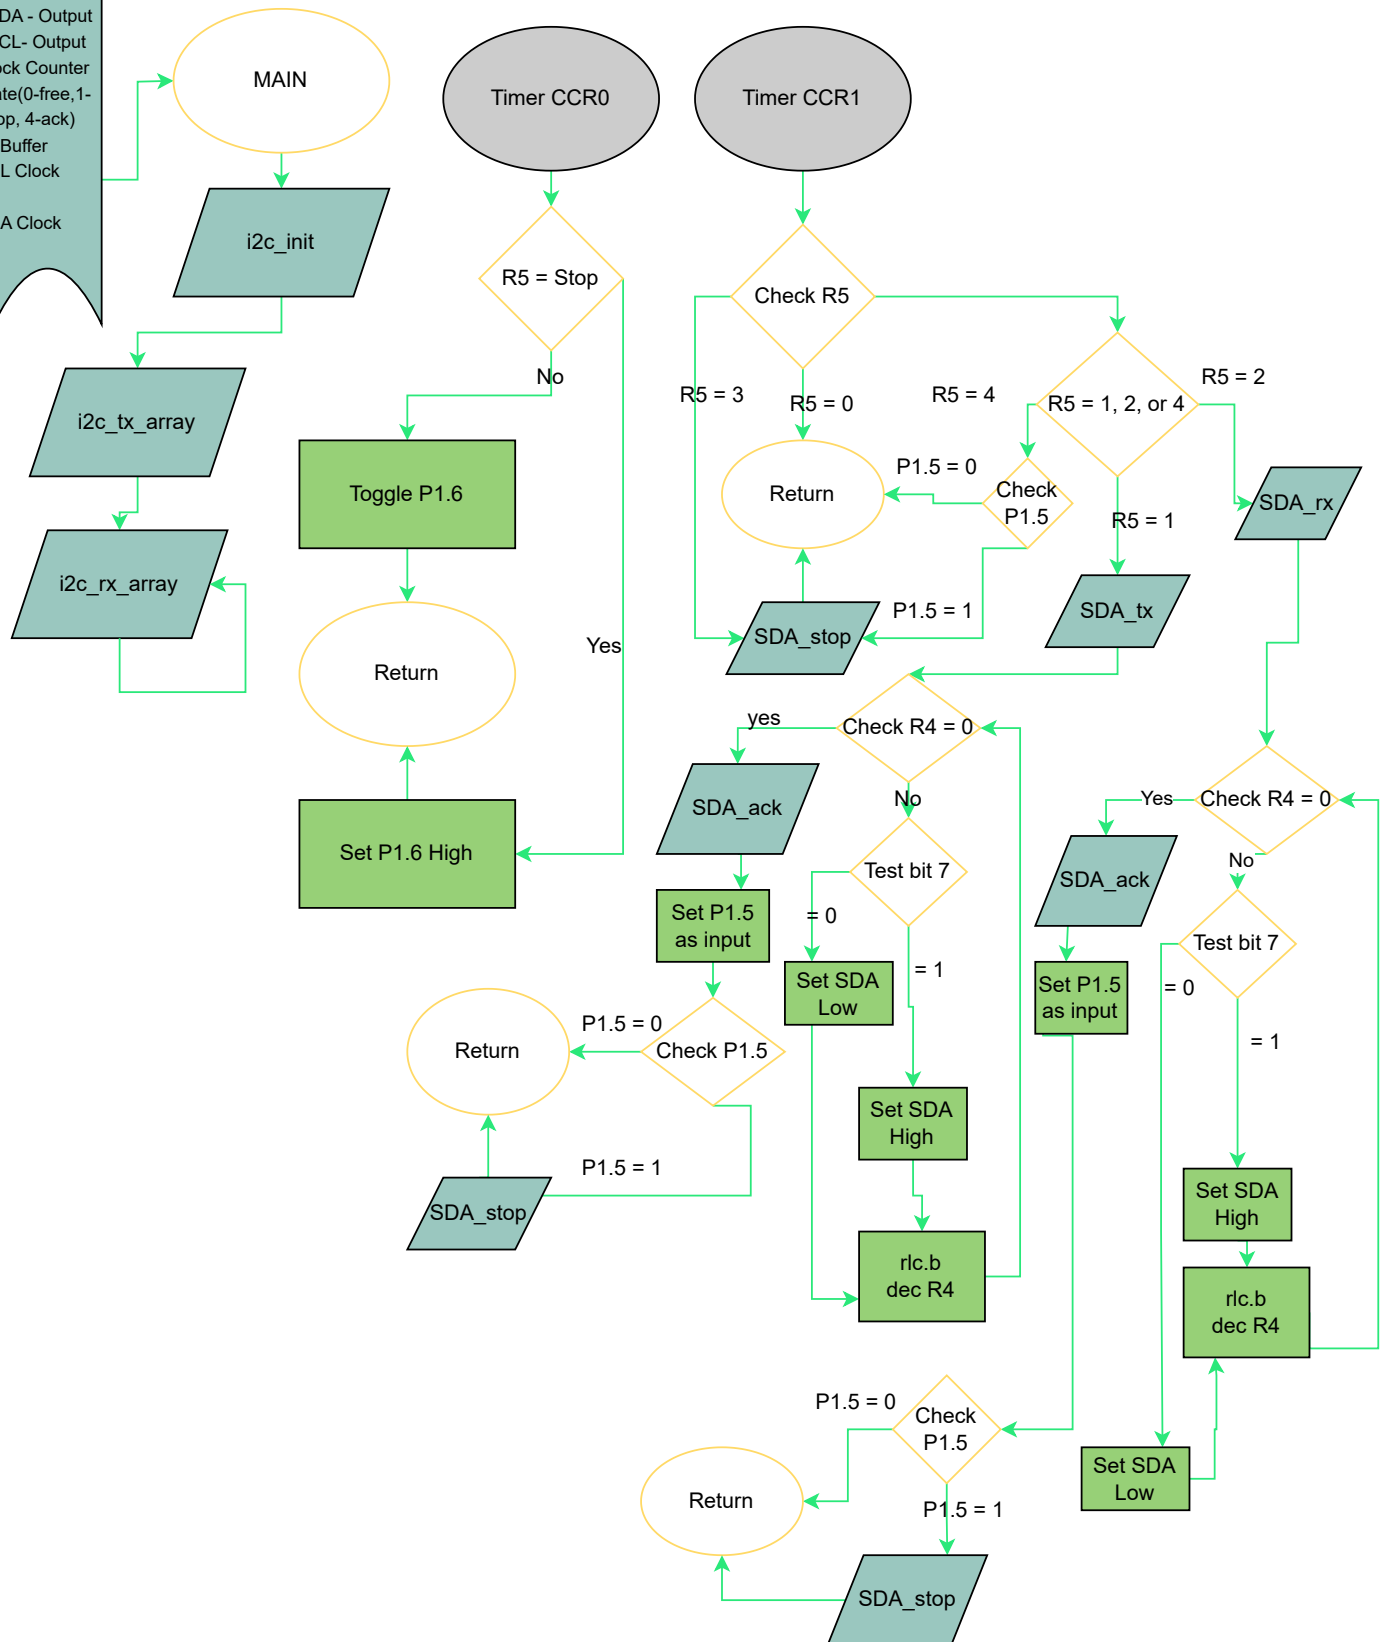 DA - Output
CL- Output
ck Counter
te(0-free,1-
op, 4-ack)
Buffer
L Clock
A Clock
MAIN
i2c_init
i2c_tx_array
i2c_rx_array
Timer CCR0
R5 = Stop
No
Yes
Toggle P1.6
Return
Set P1.6 High
Timer CCR1
Check R5
R5 = 3
R5 = 0
R5 = 4
R5 = 1, 2, or 4
R5 = 2
Return
P1.5 = 0
Check
P1.5
R5 = 1
SDA_rx
SDA_stop
P1.5 = 1
SDA_tx
yes
Check R4 = 0
SDA_ack
No
Test bit 7
Set P1.5
as input
= 0
Set SDA
Low
= 1
Return
P1.5 = 0
Check P1.5
Set SDA
High
P1.5 = 1
SDA_stop
rlc.b
dec R4
Yes
Check R4 = 0
SDA_ack
No
Test bit 7
Set P1.5
as input
= 0
= 1
Set SDA
High
rlc.b
dec R4
Set SDA
Low
P1.5 = 0
Check
P1.5
Return
P1.5 = 1
SDA_stop